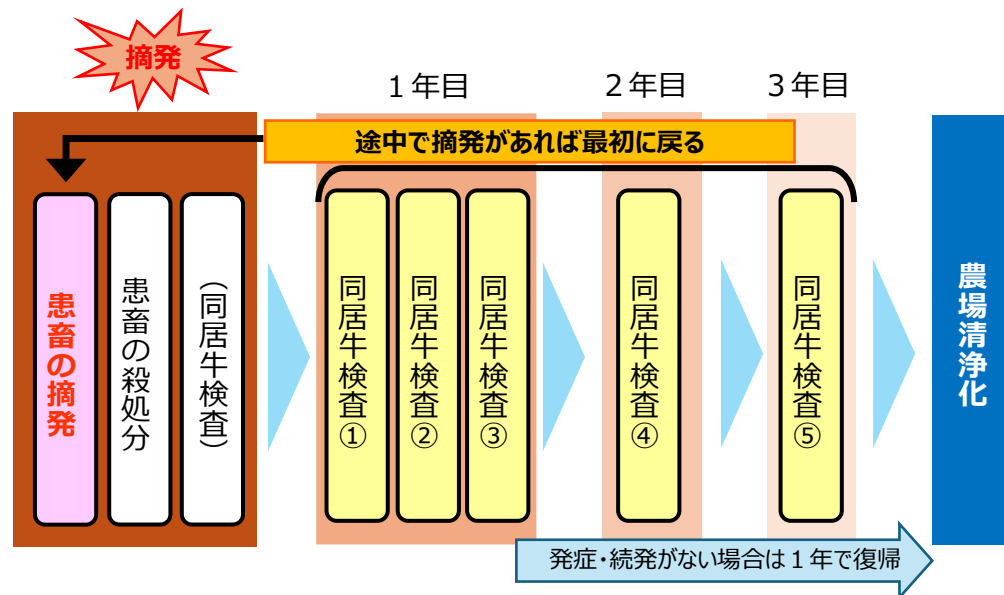 摘発
１年目
２年目
３年目
途中で摘発があれば最初に戻る
患畜の摘発
患畜の殺処分
（同居牛検査）
同居牛検査①
同居牛検査②
同居牛検査③
同居牛検査④
同居牛検査⑤
農場清浄化
発症・続発がない場合は１年で復帰